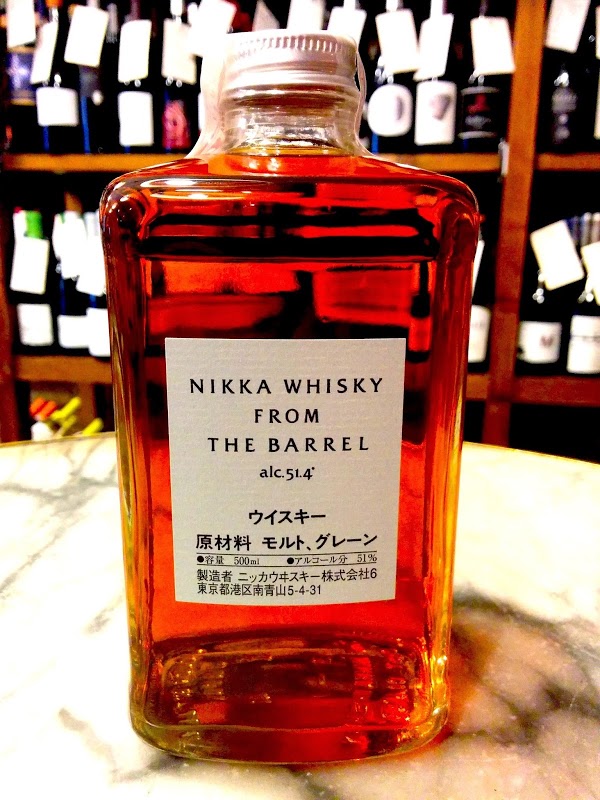 NIKKA WHISKY
FROM
THE BARREL
alc.51.4°
ウイスキー
原材料 モルト、グレーン
●容量 500ml ●アルコール分 51%
製造者 ニッカウヰスキー株式会社6
東京都港区南青山5-4-31